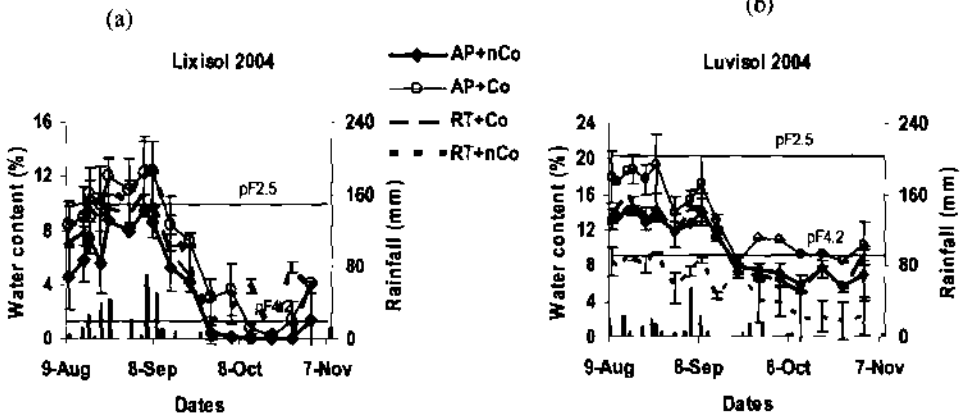 (a)
(b)
Lixisol 2004
AP+nCo
AP+Co
RT+Co
RT+nCo
Luvisol 2004
Water content (%)
16
12
8
4
0
pF2.5
pF4.2
240
160
80
0
Rainfall (mm)
9-Aug 8-Sep 8-Oct 7-Nov
Dates
Water content (%)
24
20
16
12
8
4
0
pF2.5
pF4.2
240
160
80
0
Rainfall (mm)
9-Aug 8-Sep 8-Oct 7-Nov
Dates